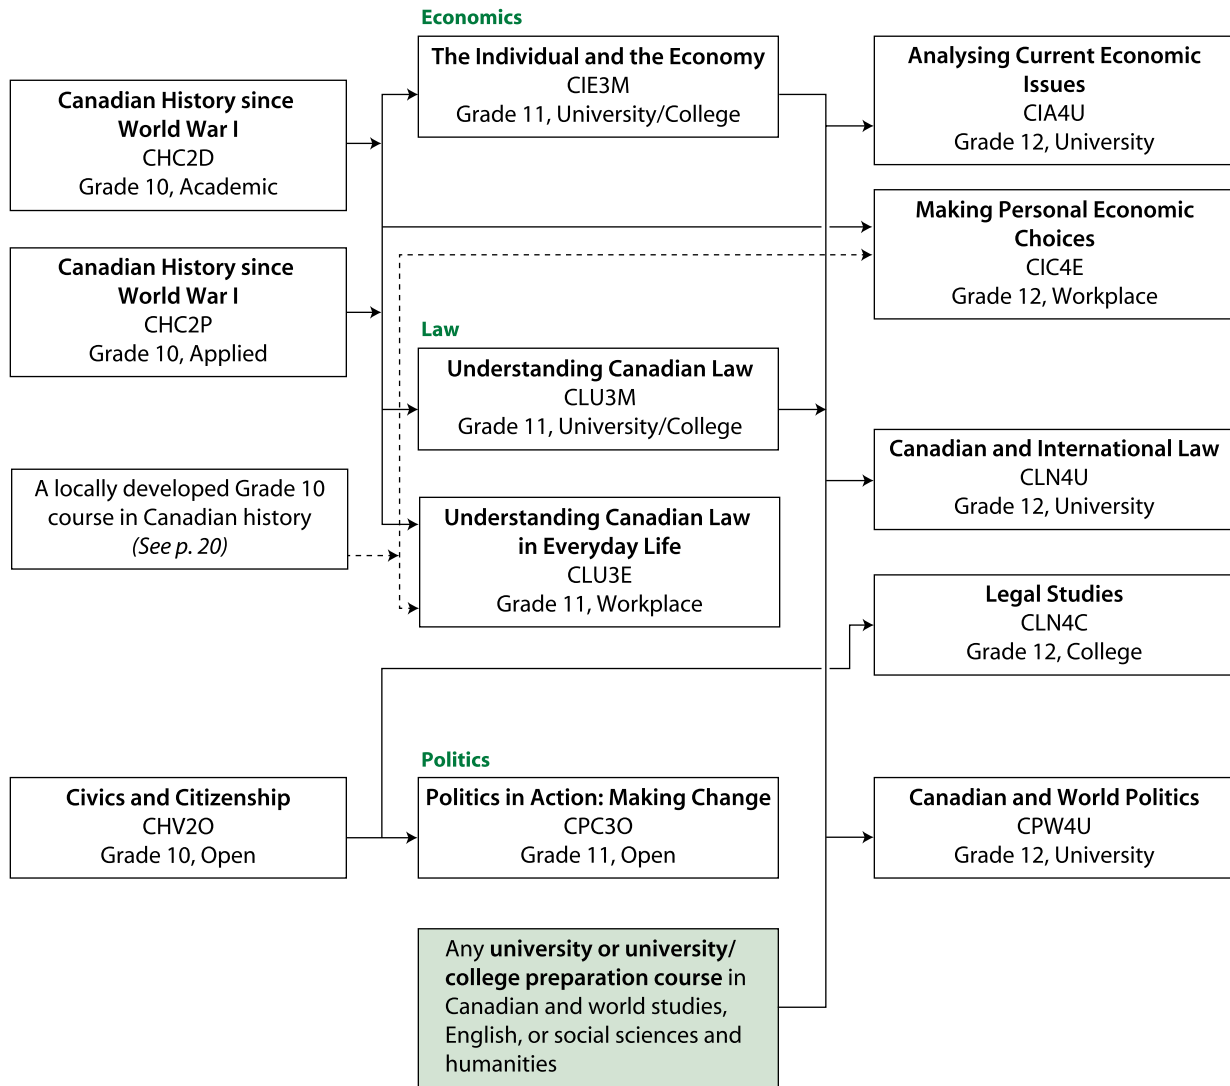 Economics
The Individual and the Economy
CIE3M
Grade 11, University/College
Analysing Current Economic
Issues
CIA4U
Grade 12, University
Canadian History since
World War I
CHC2D
Grade 10, Academic
Making Personal Economic
Choices
CIC4E
Grade 12, Workplace
Canadian History since
World War I
CHC2P
Grade 10, Applied
Law
Understanding Canadian Law
CLU3M
Grade 11, University/College
Canadian and International Law
CLN4U
Grade 12, University
A locally developed Grade 10
course in Canadian history
(See p. 20)
Understanding Canadian Law
in Everyday Life
CLU3E
Grade 11, Workplace
Legal Studies
CLN4C
Grade 12, College
Politics
Civics and Citizenship
CHV2O
Grade 10, Open
Politics in Action: Making Change
CPC3O
Grade 11, Open
Canadian and World Politics
CPW4U
Grade 12, University
Any university or university/
college preparation course in
Canadian and world studies,
English, or social sciences and
humanities